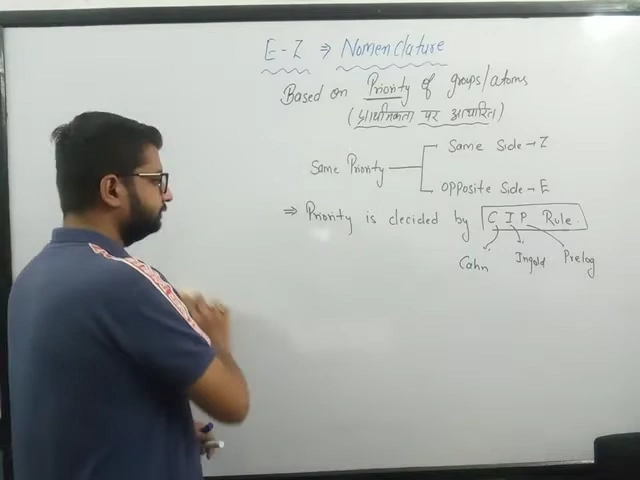 E-Z ⇒ Nomenclature
Based on Priority of groups/atoms
(प्राथमिकता पर आधारित)
Same Priority
Same Side → Z
Opposite Side → E
⇒ Priority is decided by C I P Rule.
Cahn Ingold Prelog